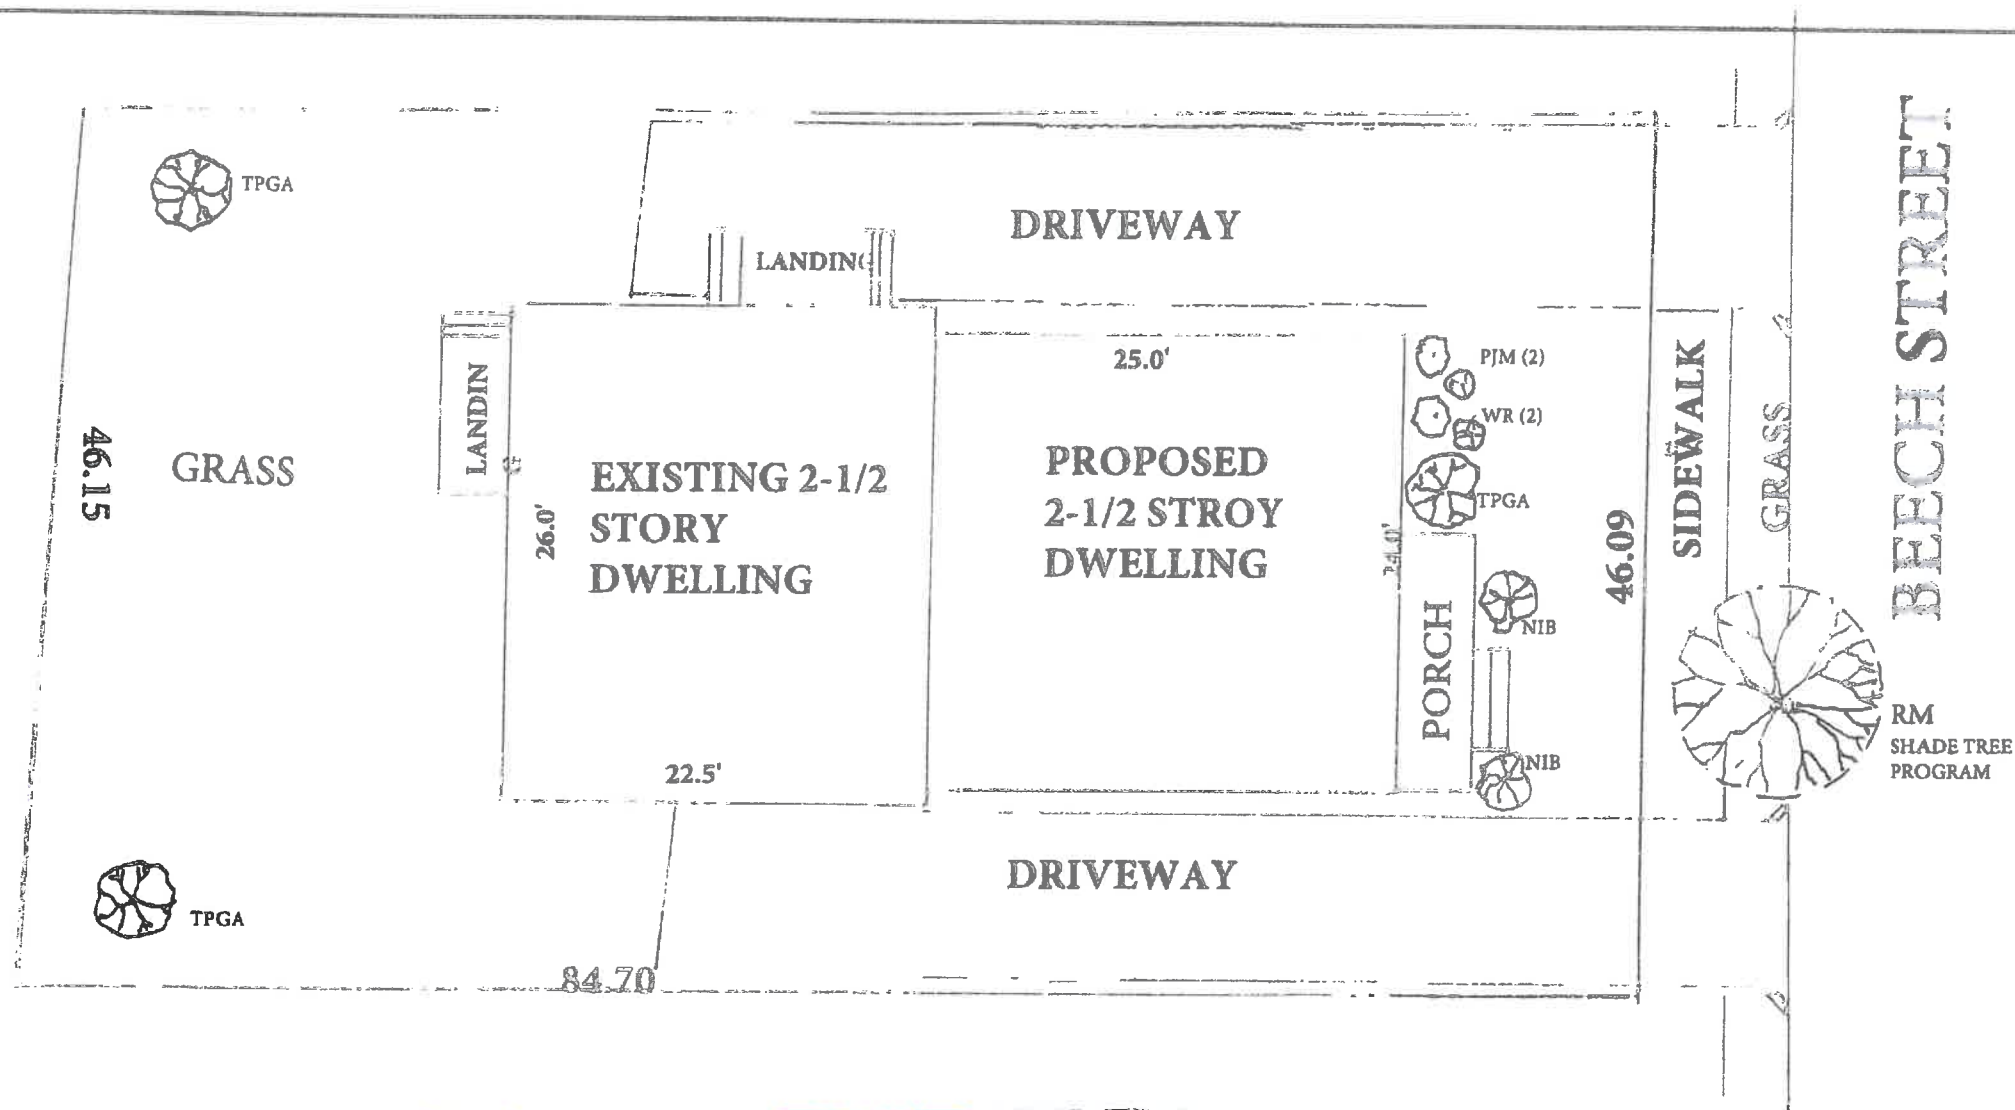 TPGA
DRIVEWAY
LANDIN
BEECH STREET
25.0'
PJM (2)
WR (2)
SIDEWALK
GRASS
LANDIN
46.15
GRASS
EXISTING 2-1/2
STORY
DWELLING
26.0'
PROPOSED
2-1/2 STROY
DWELLING
TPGA
46.09
NIB
PORCH
RM
SHADE TREE
PROGRAM
NIB
22.5'
DRIVEWAY
TPGA
84.70